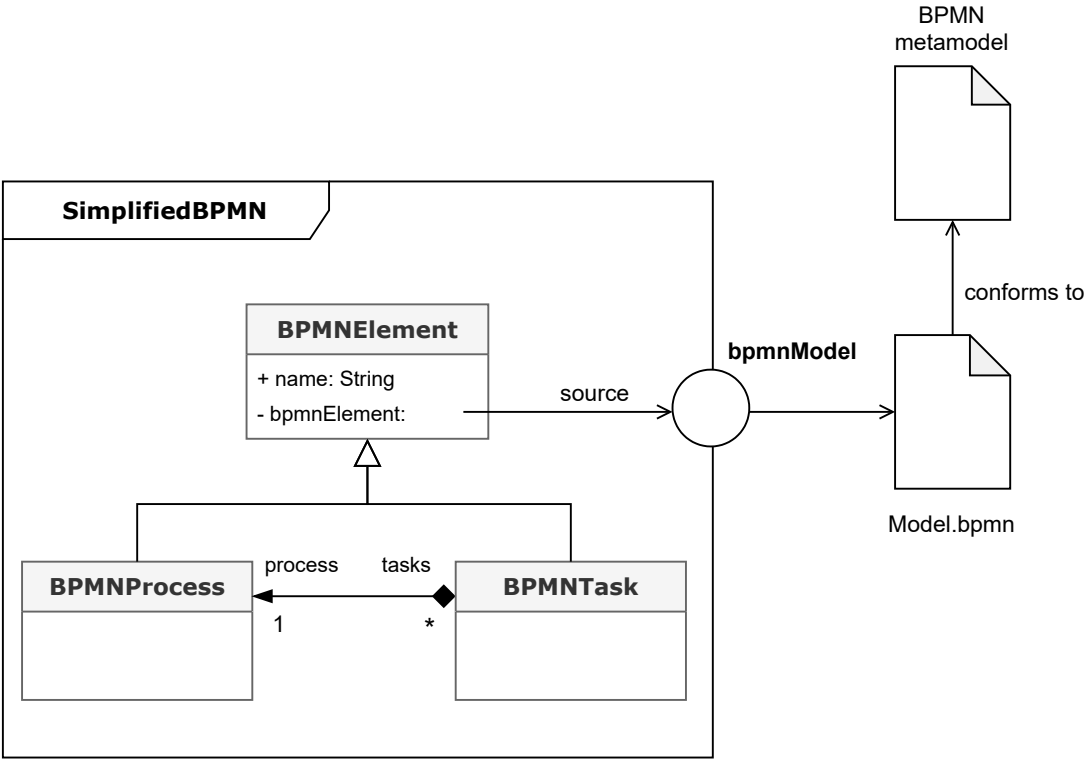 BPMN
metamodel
SimplifiedBPMN
conforms to
BPMNElement
bpmnModel
+ name: String
source
- bpmnElement:
Model.bpmn
process
tasks
BPMNProcess
BPMNTask
1
*